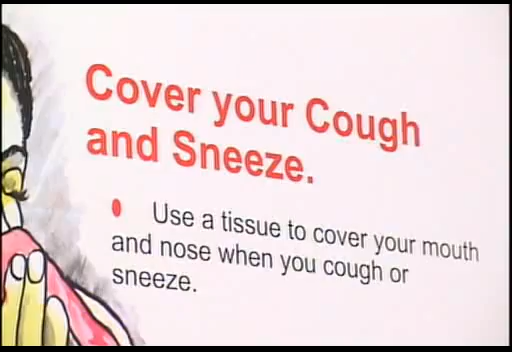 Cover your Cough
and Sneeze.
Use a tissue to cover your mouth
and nose when you cough or
sneeze.